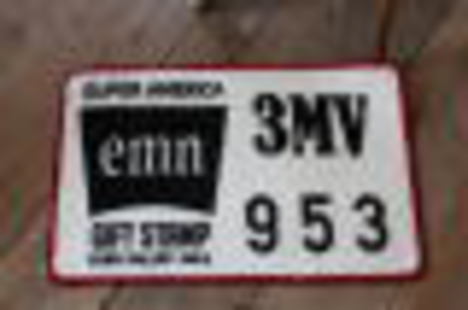 SUPER AMERICA
emn
GIFT STAMP
3MV
953